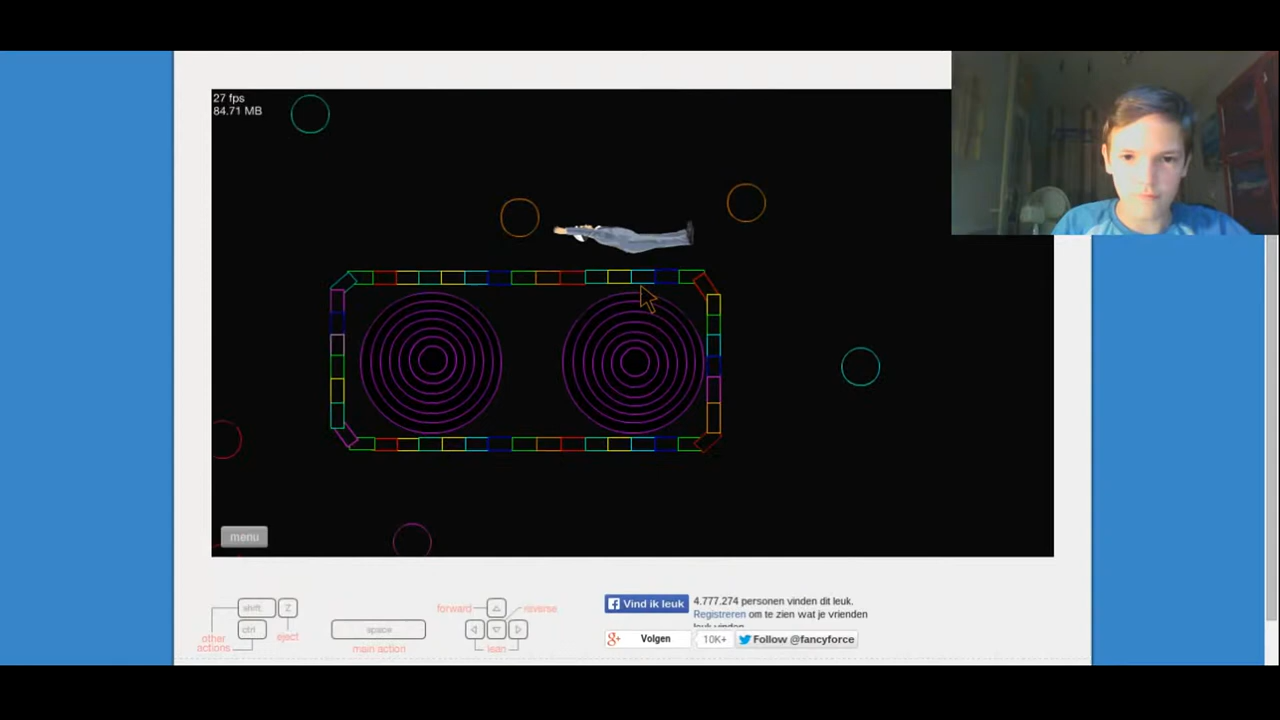 27 fps
84.71 MB
menu
shift
Z
ctrl
other
actions
eject
space
main action
forward
reverse
lean
Vind ik leuk
4.777.274 personen vinden dit leuk.
Registreren om te zien wat je vrienden
leuk vinden
g+ Volgen
10K+
Follow @fancyforce